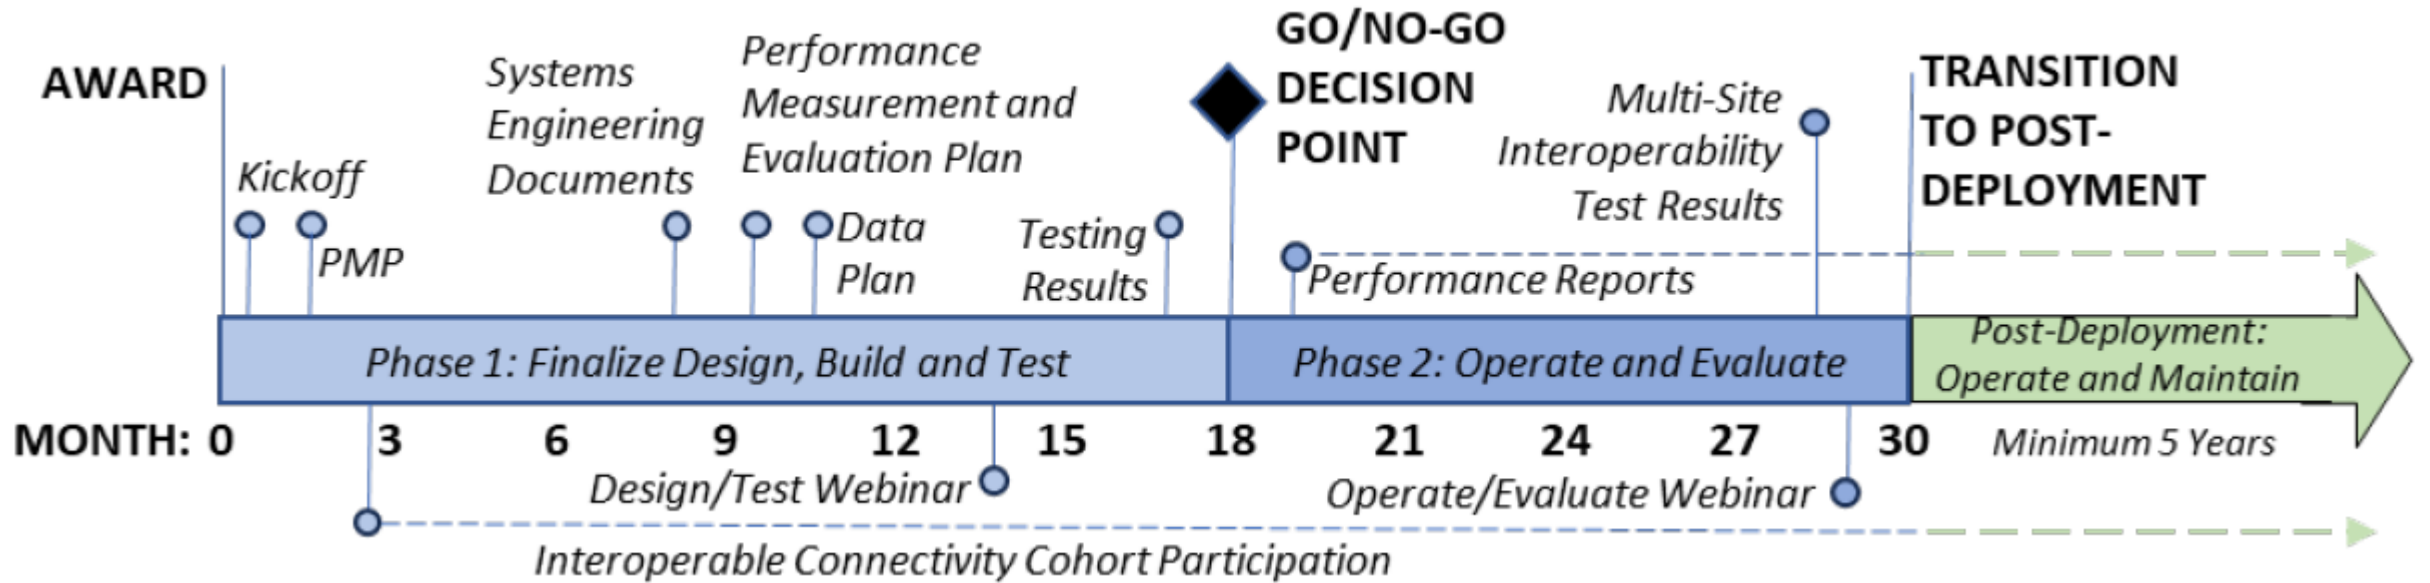 AWARD
Kickoff
PMP
Systems
Engineering
Documents
Performance
Measurement and
Evaluation Plan
Data
Plan
Testing
Results
GO/NO-GO
DECISION
POINT
Performance Reports
Multi-Site
Interoperability
Test Results
TRANSITION
TO POST-
DEPLOYMENT
Phase 1: Finalize Design, Build and Test
Phase 2: Operate and Evaluate
Post-Deployment:
Operate and Maintain
MONTH: 0 3 6 9 12 15 18 21 24 27 30
Minimum 5 Years
Design/Test Webinar
Operate/Evaluate Webinar
Interoperable Connectivity Cohort Participation